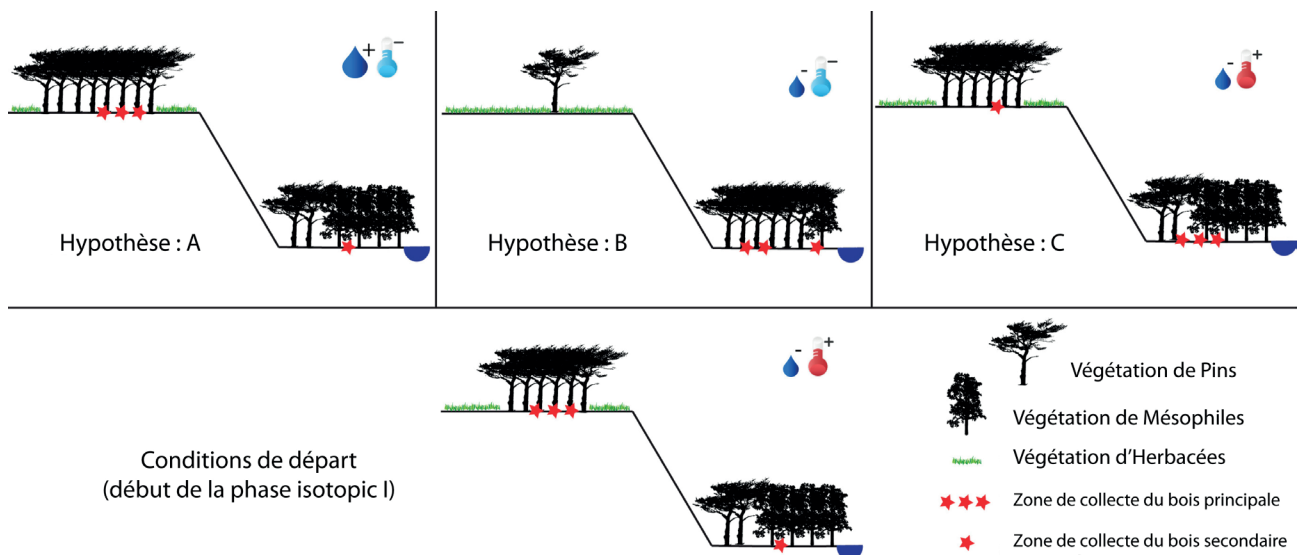 + −
- −
- +
Hypothèse : A
Hypothèse : B
Hypothèse : C
- +
Conditions de départ
(début de la phase isotopic I)
Végétation de Pins
Végétation de Mésophiles
Végétation d'Herbacées
Zone de collecte du bois principale
Zone de collecte du bois secondaire